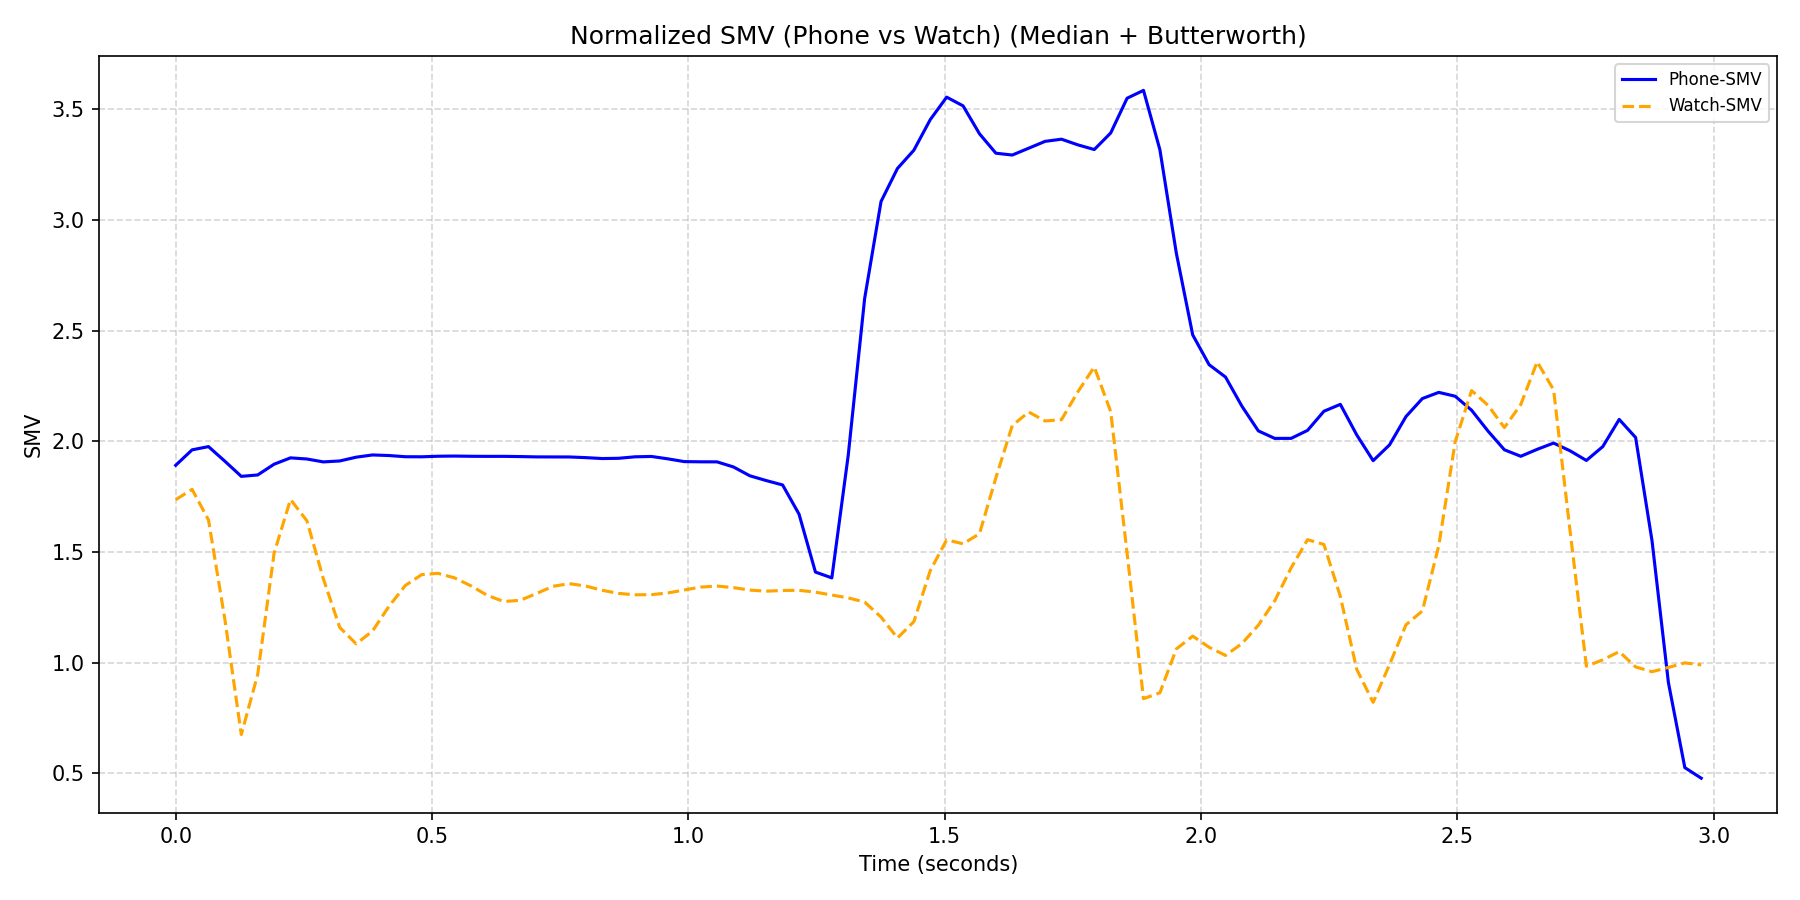 Normalized SMV (Phone vs Watch) (Median + Butterworth)
Phone-SMV
Watch-SMV
SMV
3.5
3.0
2.5
2.0
1.5
1.0
0.5
0.0 0.5 1.0 1.5 2.0 2.5 3.0
Time (seconds)